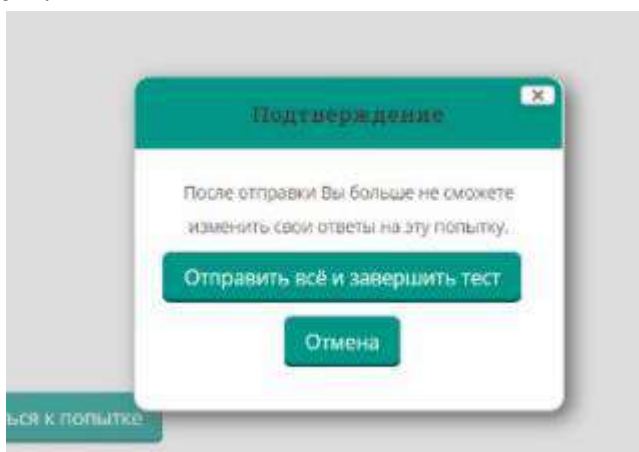 Подтверждение
После отправки Вы больше не сможете
изменить свои ответы на эту попытку.
Отправить всё и завершить тест
Отмена
ься к попытке